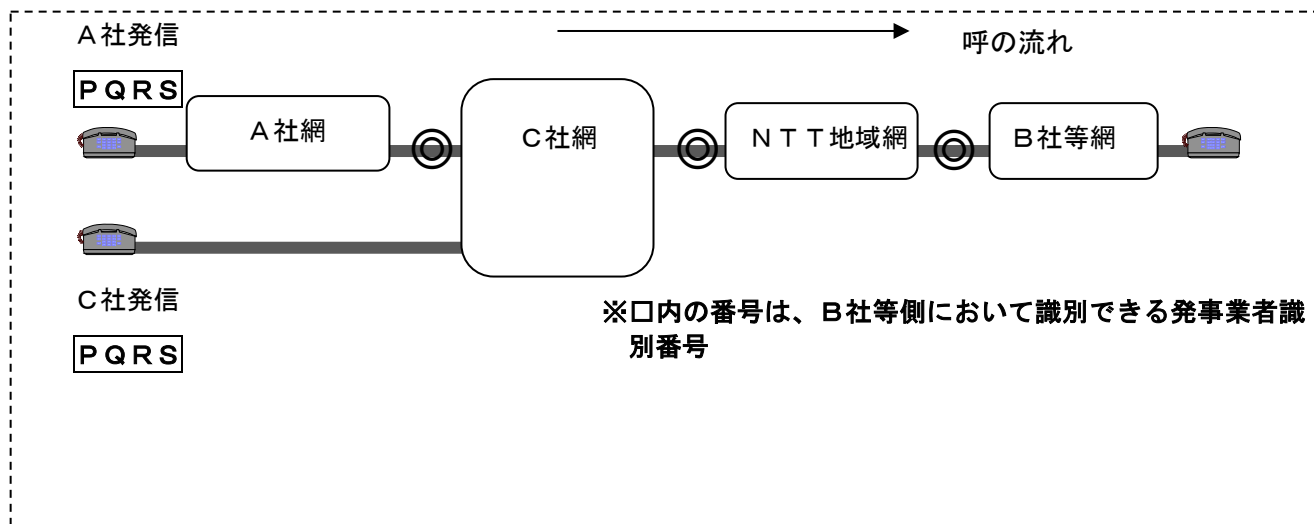 A社発信
呼の流れ
PQRS
A社網
C社網
NTT地域網
B社等網
C社発信
※口内の番号は、B社等側において識別できる発事業者識
別番号
PQRS